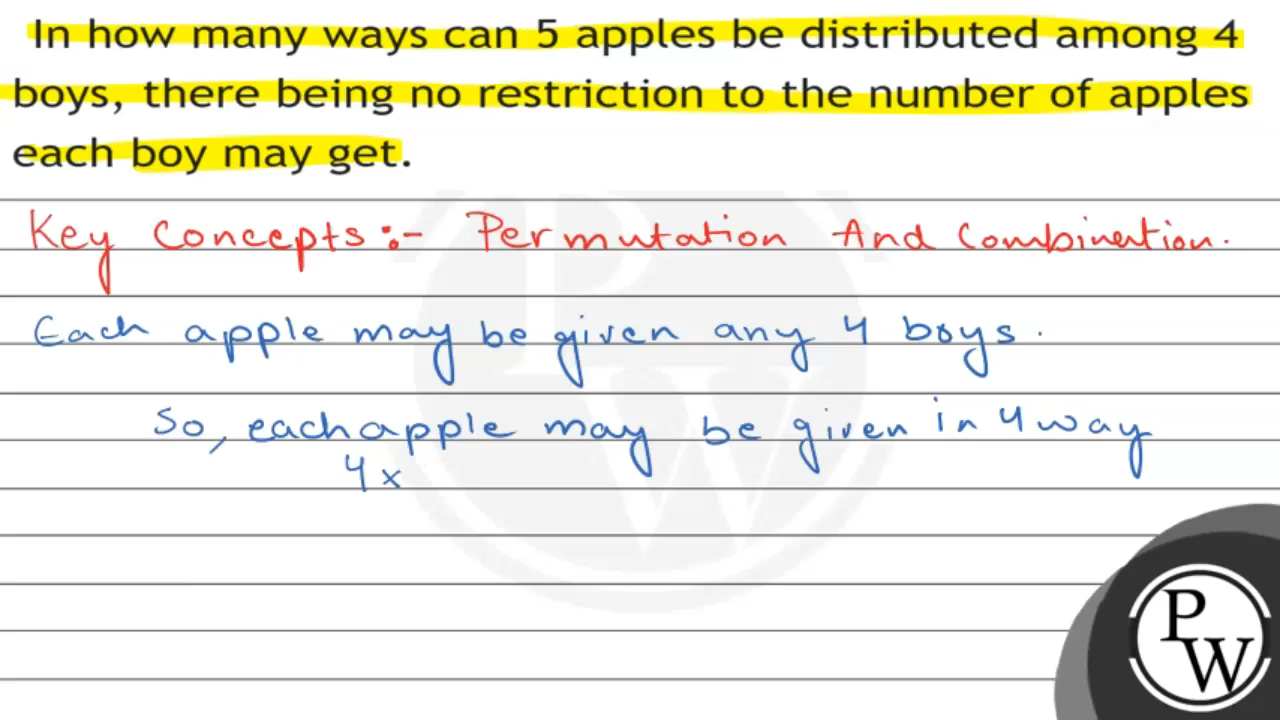 In how many ways can 5 apples be distributed among 4
boys, there being no restriction to the number of apples
each boy may get.
Key Concepts:- Permutation And Combination.
Each apple may be given any 4 boys.
So, each apple may be given in 4 way
4 x
PW
PW